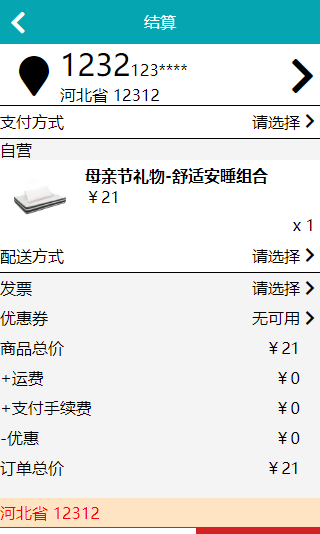 结算
1232123****
河北省 12312
支付方式 请选择
自营
母亲节礼物-舒适安睡组合
￥21
x 1
配送方式 请选择
发票 请选择
优惠券 无可用
商品总价 ￥21
+运费 ￥0
+支付手续费 ￥0
-优惠 ￥0
订单总价 ￥21
河北省 12312